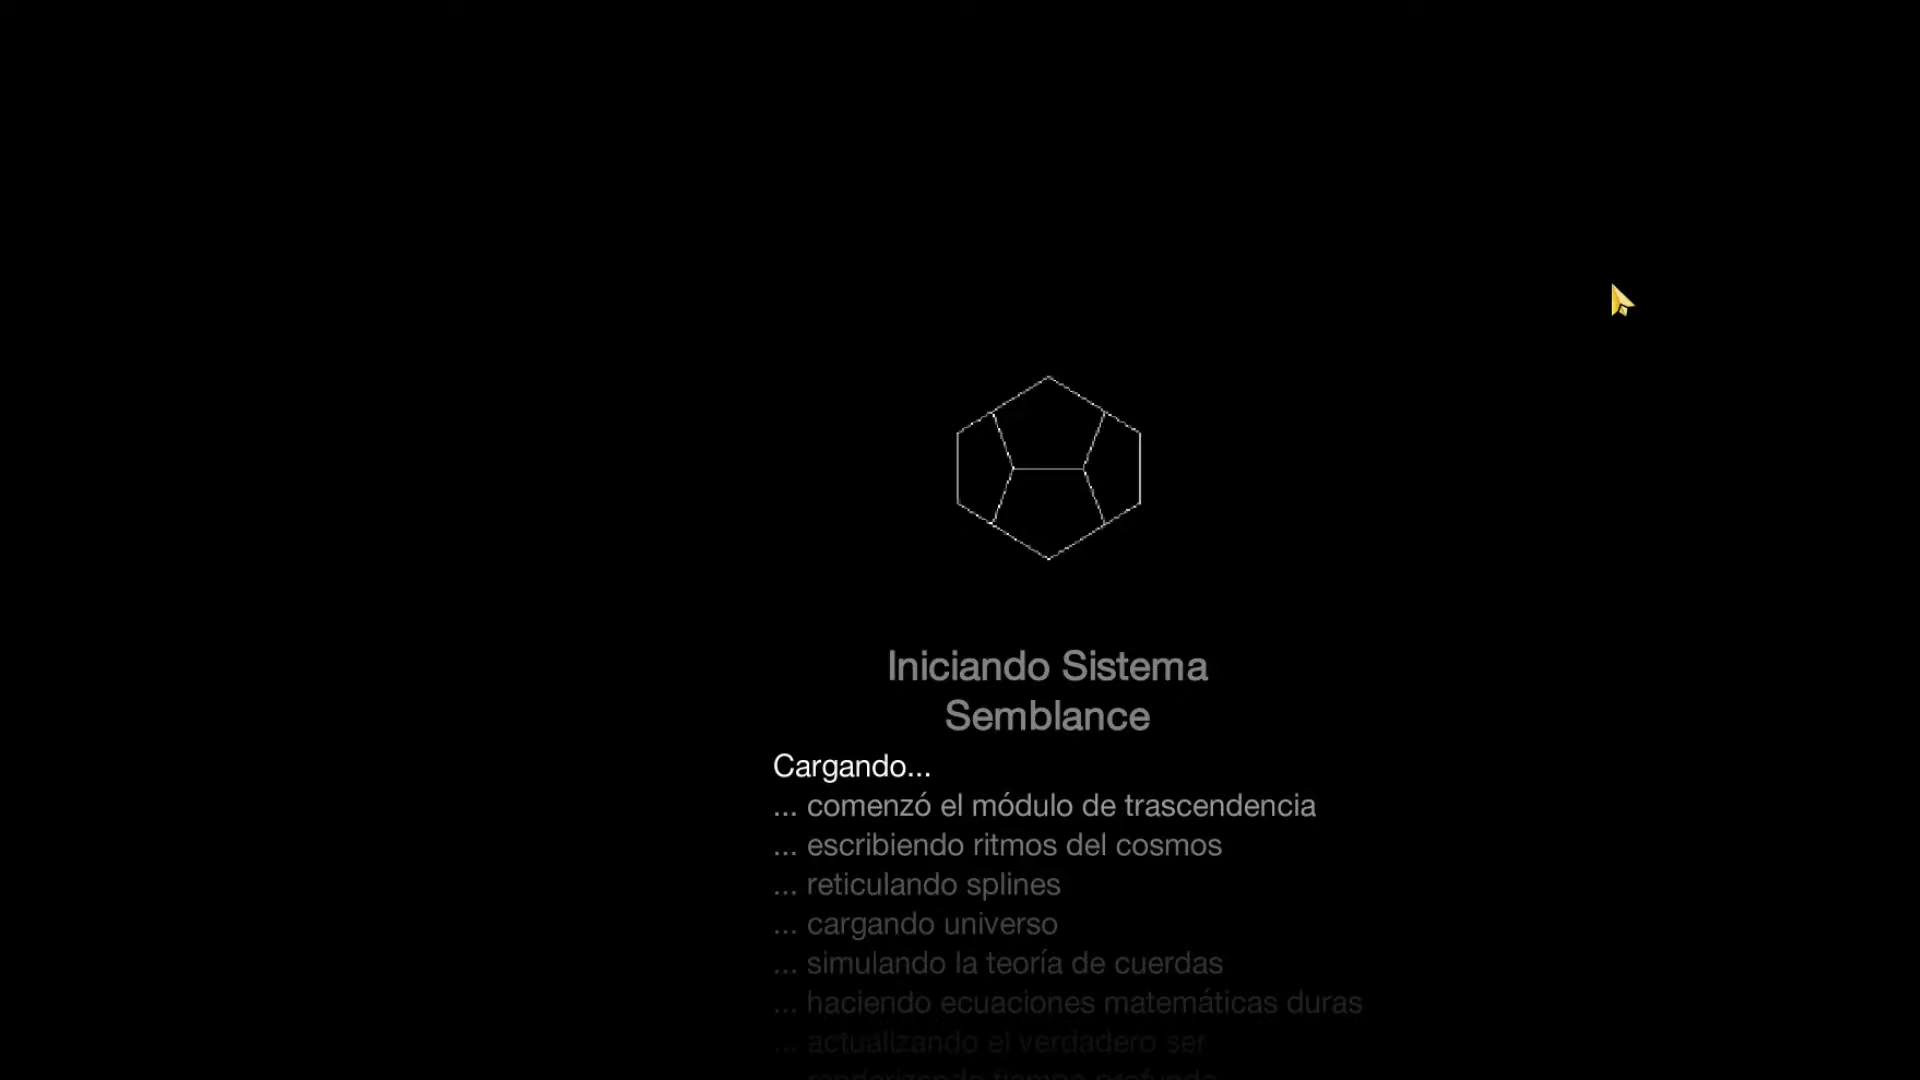 Iniciando Sistema
Semblance
Cargando...
... comenzó el módulo de trascendencia
... escribiendo ritmos del cosmos
... reticulando splines
... cargando universo
... simulando la teoría de cuerdas
... haciendo ecuaciones matemáticas duras
... actualizando el verdadero ser